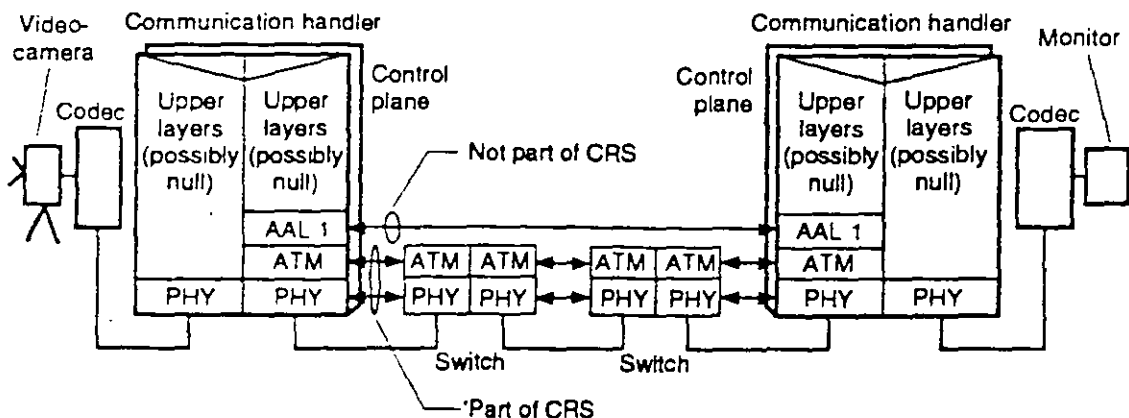 Video-
camera
Communication handler
Communication handler
Monitor
Codec
Control
plane
Control
plane
Codec
Upper
layers
(possibly
null)
Upper
layers
(possibly
null)
Upper
layers
(possibly
null)
Upper
layers
(possibly
null)
Not part of CRS
AAL 1
AAL 1
ATM
ATM
ATM
ATM
ATM
ATM
PHY
PHY
PHY
PHY
PHY
PHY
PHY
PHY
Switch
Switch
Part of CRS